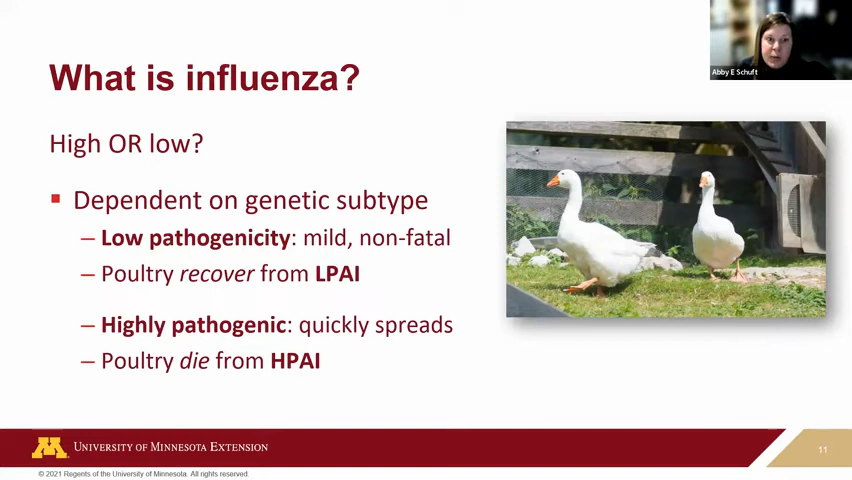 Abby E Schuft
What is influenza?
High OR low?
Dependent on genetic subtype
– Low pathogenicity: mild, non-fatal
– Poultry recover from LPAI
– Highly pathogenic: quickly spreads
– Poultry die from HPAI
UNIVERSITY OF MINNESOTA EXTENSION
11
© 2021 Regents of the University of Minnesota. All rights reserved.